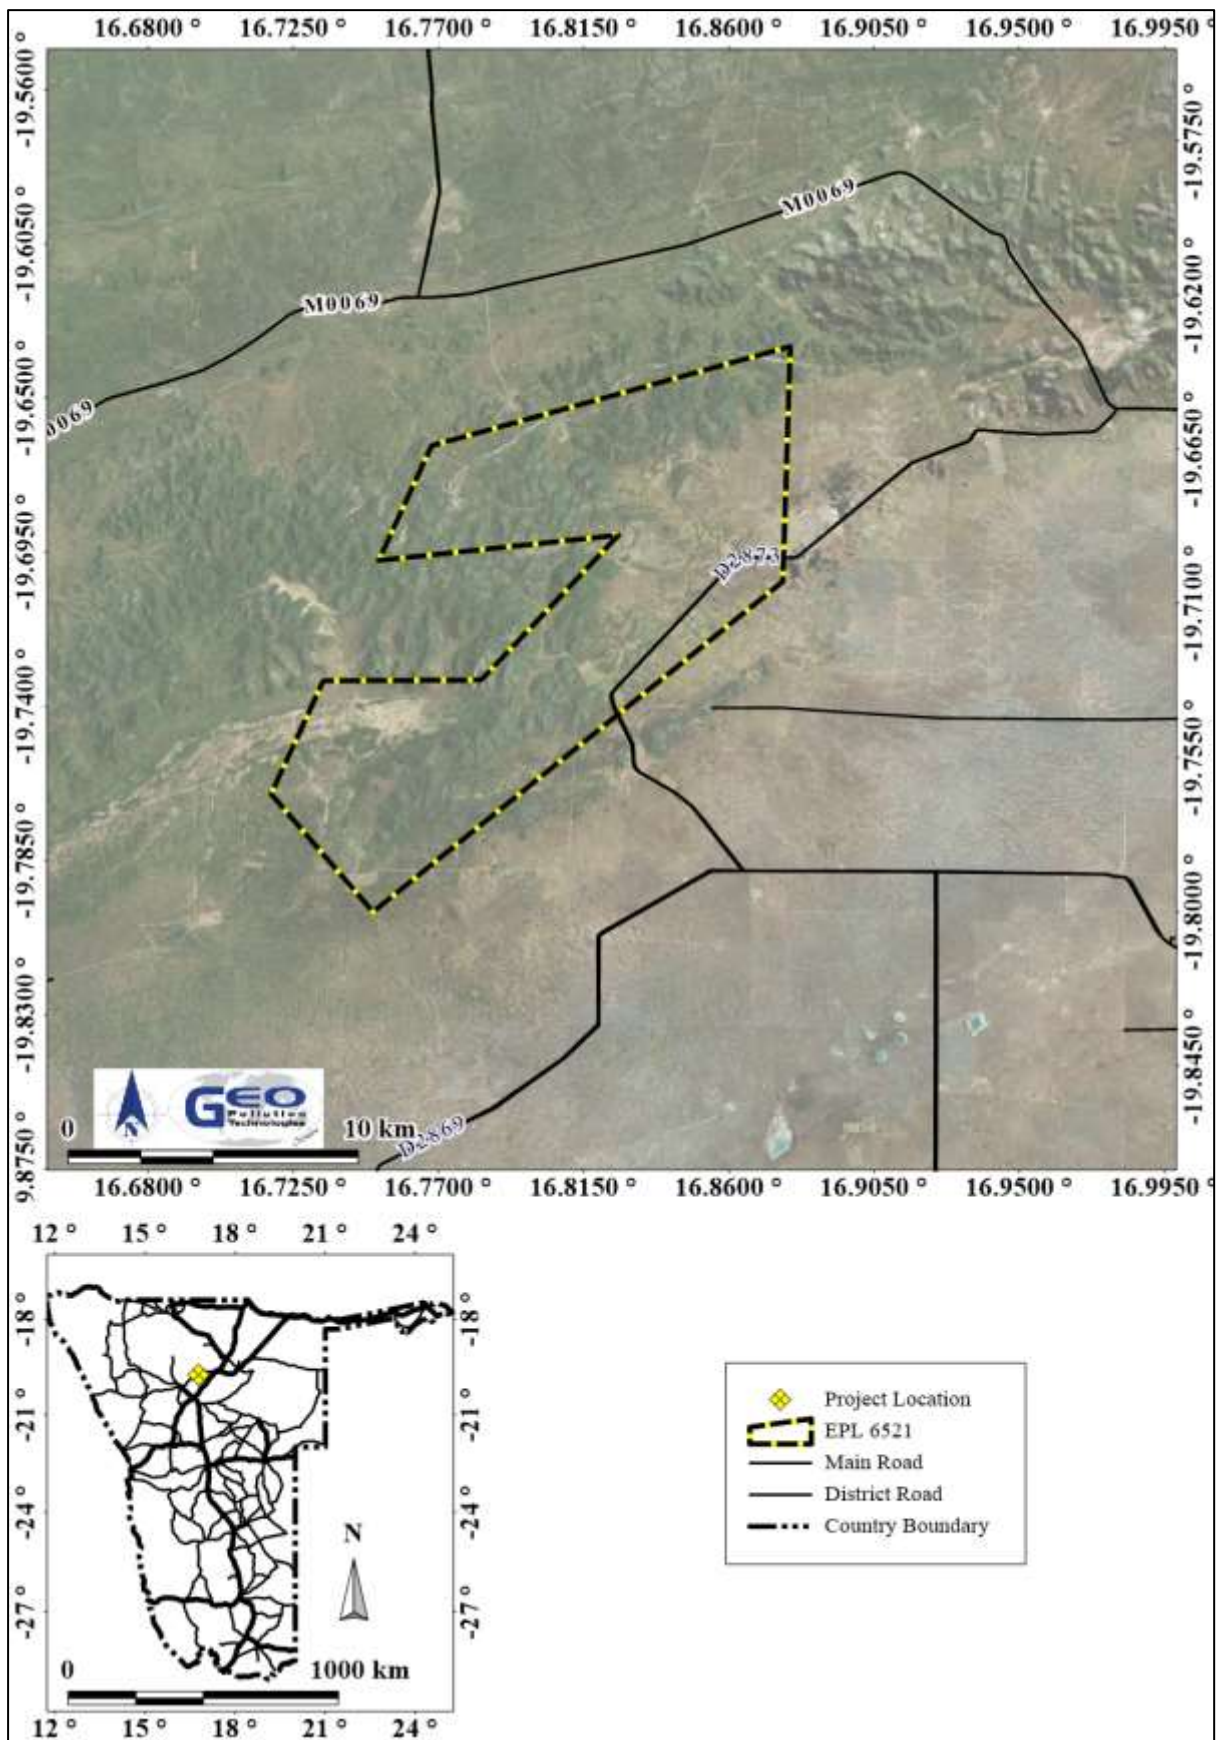 16.6800 ° 16.7250 ° 16.7700 ° 16.8150 ° 16.8600 ° 16.9050 ° 16.9500 ° 16.9950 °
-19.5600 °
-19.6050 °
-19.6500 °
-19.6950 °
-19.7400 °
-19.7850 °
-19.8300 °
9.8750 °
M0069
M0069
0069
D2873
D2869
-19.5750 °
-19.6200 °
-19.6650 °
-19.7100 °
-19.7550 °
-19.8000 °
-19.8450 °
N
GEO
Pollution
Technologies
0 10 km
16.6800 ° 16.7250 ° 16.7700 ° 16.8150 ° 16.8600 ° 16.9050 ° 16.9500 ° 16.9950 °
12 ° 15 ° 18 ° 21 ° 24 °
-18 °
-21 °
-24 °
-27 °
-18 °
-21 °
-24 °
-27 °
N
0 1000 km
12 ° 15 ° 18 ° 21 ° 24 °
Project Location
EPL 6521
Main Road
District Road
Country Boundary